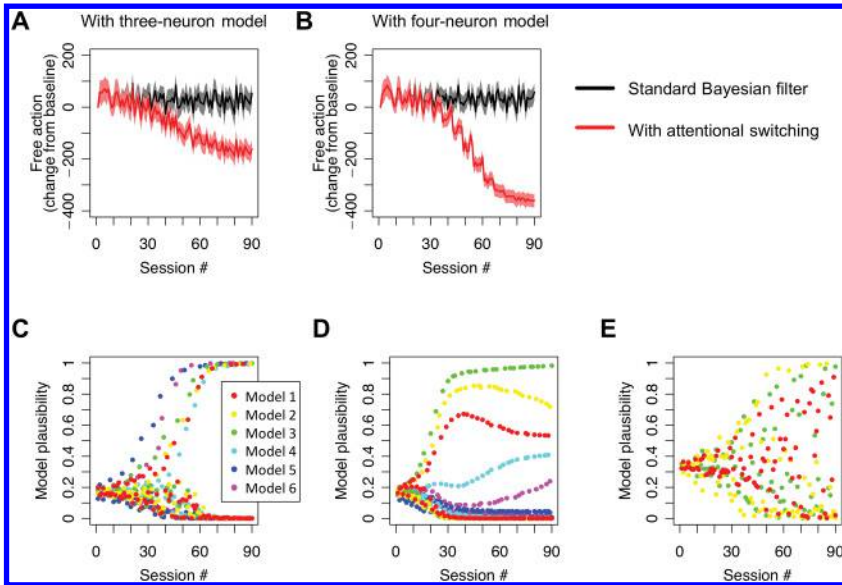 A
With three-neuron model
B
With four-neuron model
Free action
(change from baseline)
200
0
−200
−400
0
30
60
90
Session #
Free action
(change from baseline)
200
0
−200
−400
0
30
60
90
Session #
Standard Bayesian filter
With attentional switching
C
Model plausibility
1
0.8
0.6
0.4
0.2
0
0
30
60
90
Session #
Model 1
Model 2
Model 3
Model 4
Model 5
Model 6
D
Model plausibility
1
0.8
0.6
0.4
0.2
0
0
30
60
90
Session #
E
Model plausibility
1
0.8
0.6
0.4
0.2
0
0
30
60
90
Session #